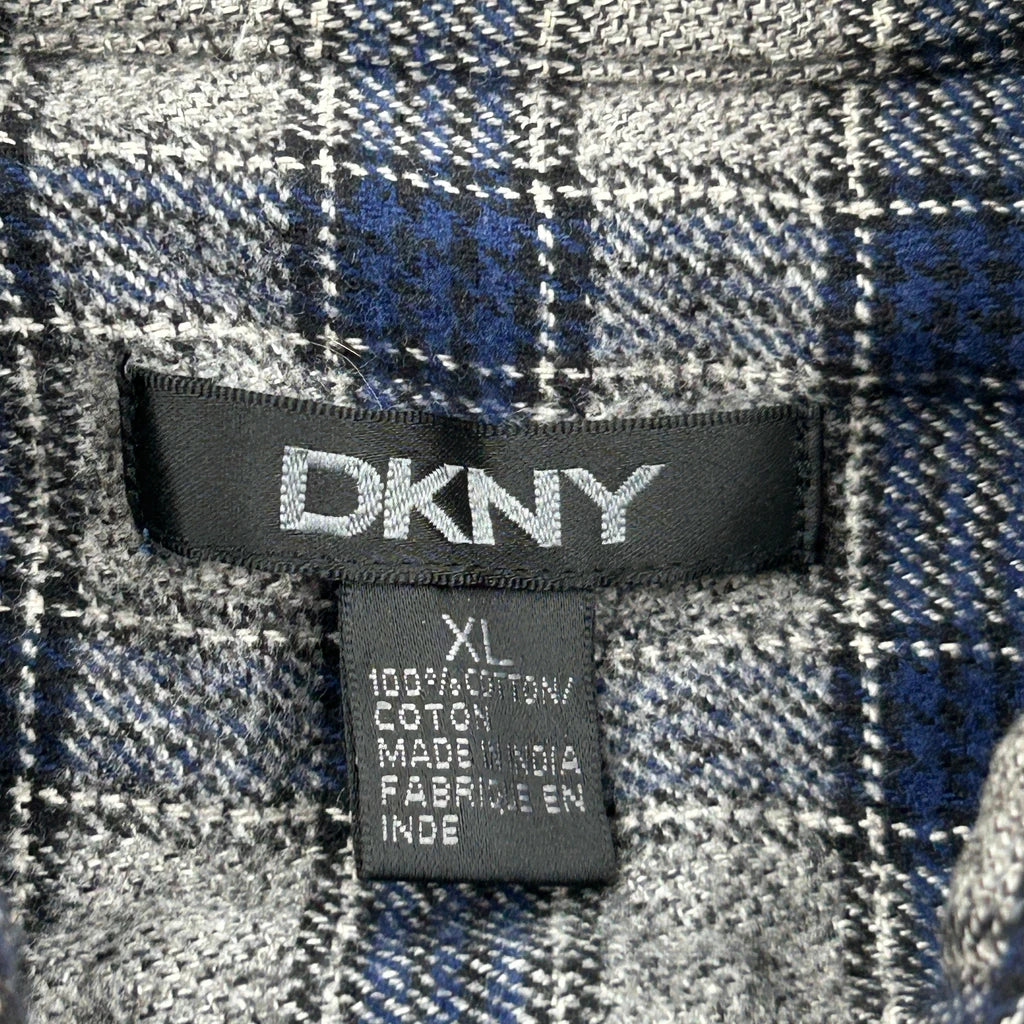 DKNY
XL
100% COTTON/
COTON
MADE IN INDIA
FABRIQUE EN
INDE